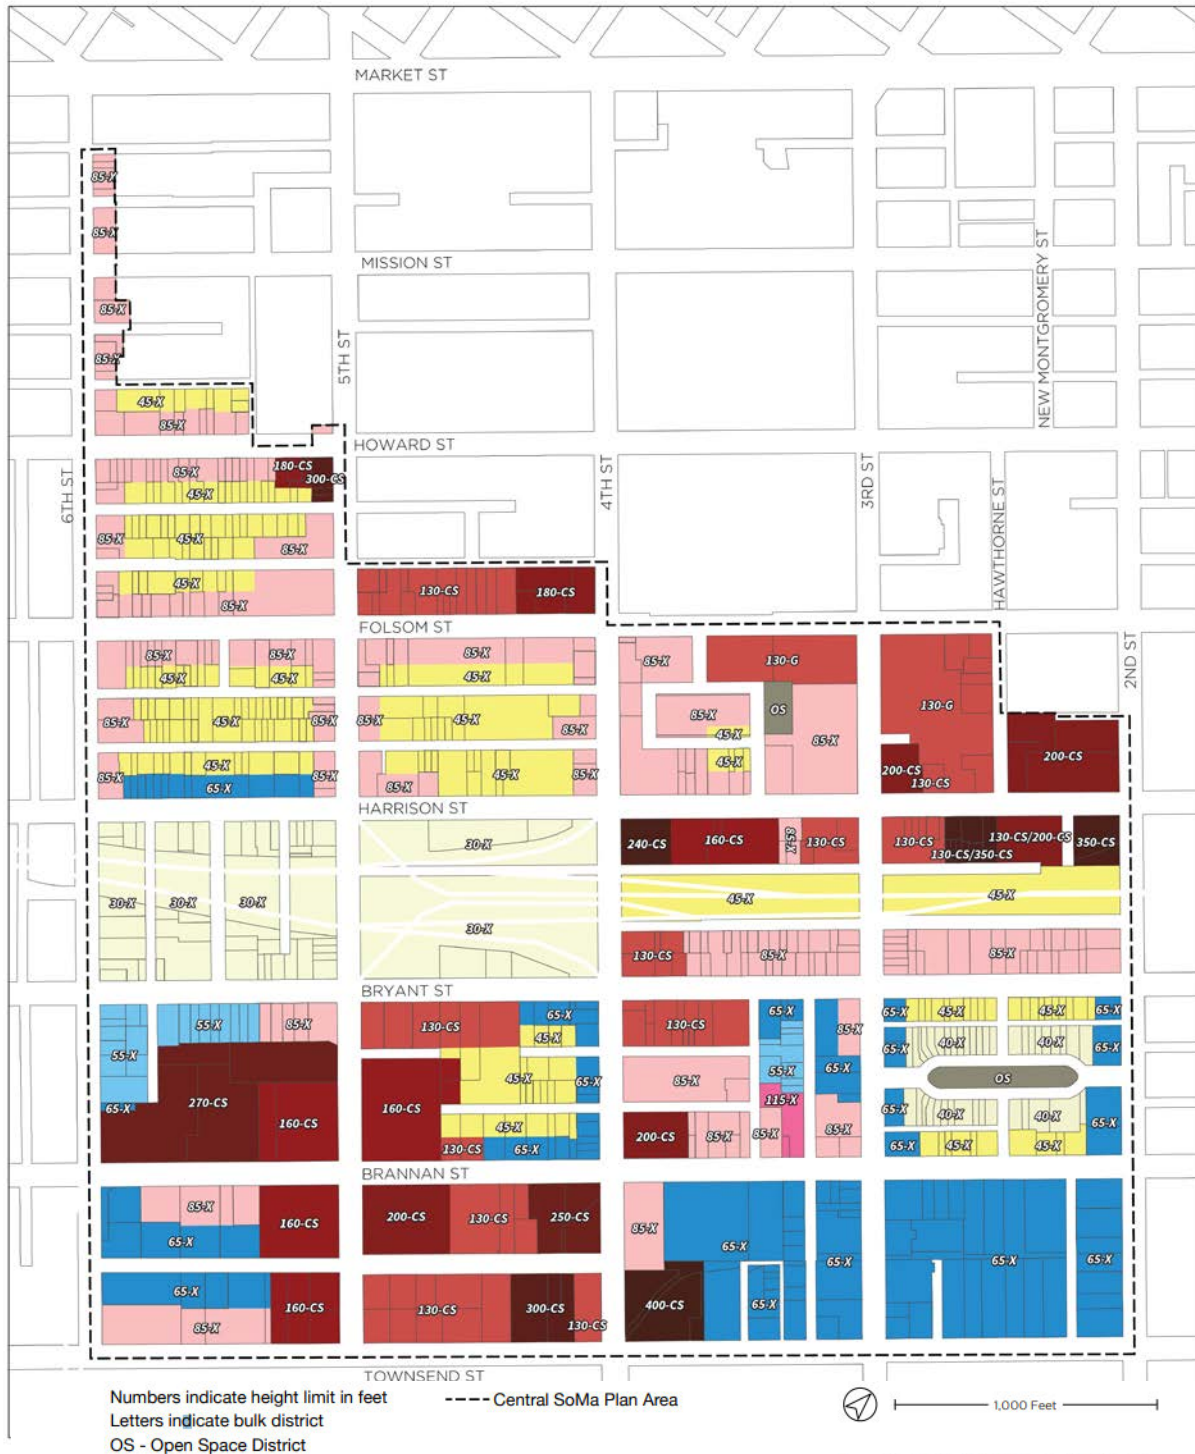 MARKET ST
85-X
85-X
MISSION ST
NEW MONTGROMERY ST
85-X
5TH ST
85-X
45-X
85-X
HOWARD ST
6TH ST
4TH ST
3RD ST
HAWTHORNE ST
85-X 180-CS
300-CS
45-X
45-X
85-X 85-X
45-X
85-X
130-CS 180-CS
FOLSOM ST
2ND ST
85-X 85-X 85-X 85-X 130-G
45-X 45-X 45-X
130-G
OS
85-X 45-X 85-X 85-X 45-X 85-X 85-X 85-X
45-X
45-X 45-X 45-X 200-CS
85-X 85-X 85-X 85-X 200-CS
65-X 130-CS
HARRISON ST
30-X 240-CS 160-CS 85-X 130-CS 130-CS 130-CS/200-CS 350-CS
130-CS/350-CS
30-X 30-X 30-X 45-X 45-X
30-X
130-CS 85-X 85-X
BRYANT ST
55-X 85-X 130-CS 65-X 130-CS 65-X 85-X 65-X 45-X 45-X 65-X
45-X
55-X 40-X 40-X
65-X 65-X
45-X 65-X 85-X 55-X 65-X OS
65-X 270-CS 160-CS 115-X
160-CS 65-X 40-X 40-X
160-CS 45-X 200-CS 85-X 85-X 85-X 65-X
130-CS 65-X 65-X 45-X 45-X
BRANNAN ST
85-X 160-CS 200-CS 130-CS 250-CS 85-X
65-X 65-X 65-X 65-X 65-X
65-X 160-CS 130-CS 300-CS 400-CS 65-X
85-X 130-CS
TOWNSEND ST
Numbers indicate height limit in feet
Central SoMa Plan Area
1,000 Feet
Letters indicate bulk district
OS - Open Space District